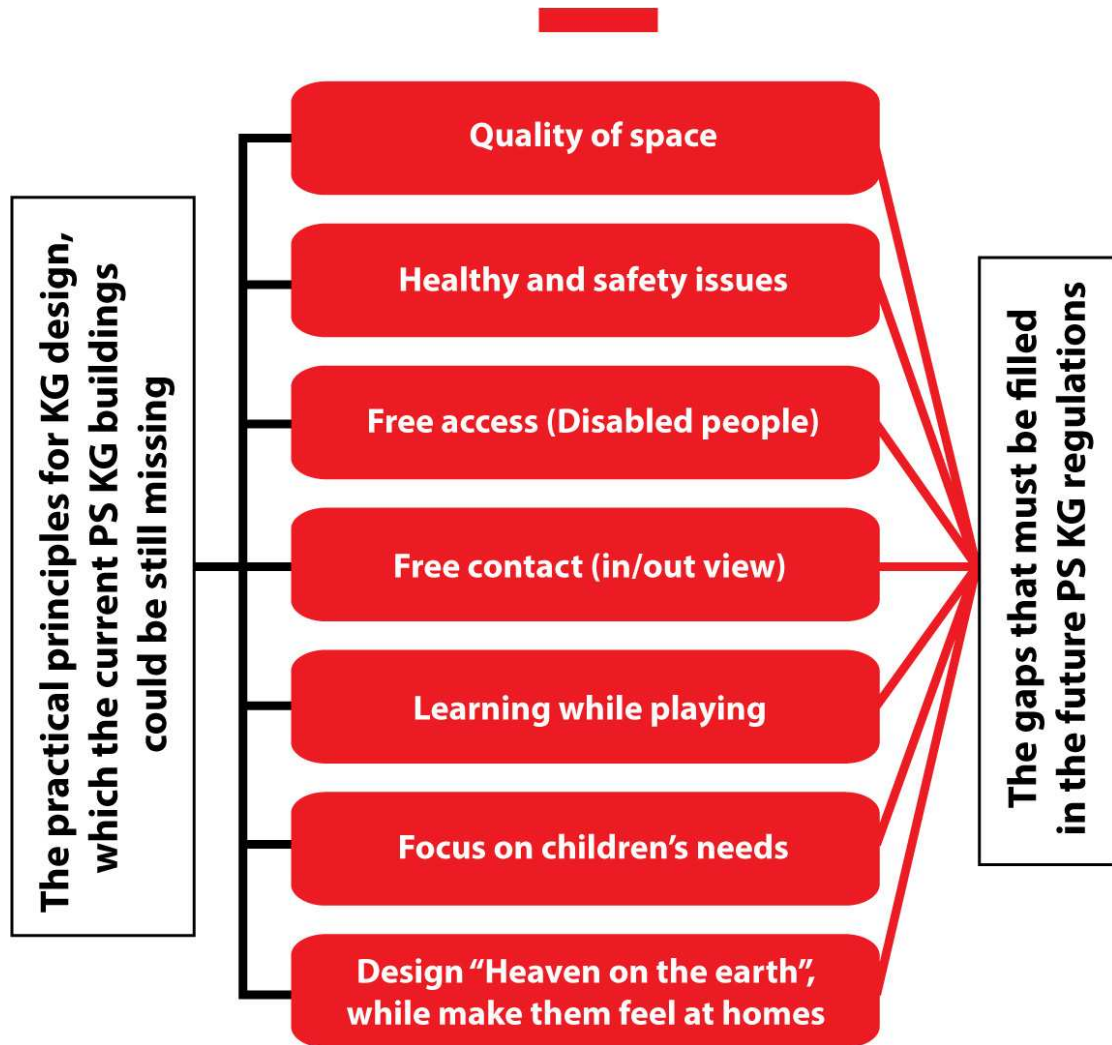 The practical principles for KG design,
which the current PS KG buildings
could be still missing
Quality of space
Healthy and safety issues
Free access (Disabled people)
Free contact (in/out view)
Learning while playing
Focus on children’s needs
Design “Heaven on the earth”,
while make them feel at homes
The gaps that must be filled
in the future PS KG regulations